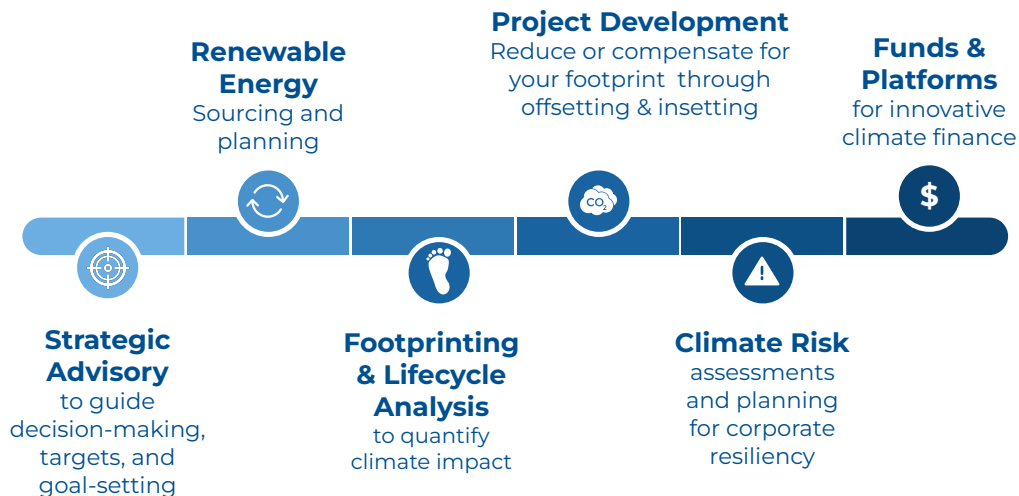 Strategic
Advisory
to guide
decision-making,
targets, and
goal-setting
Renewable
Energy
Sourcing and
planning
Footprinting
& Lifecycle
Analysis
to quantify
climate impact
Project Development
Reduce or compensate for
your footprint through
offsetting & insetting
CO2
Climate Risk
assessments
and planning
for corporate
resiliency
Funds &
Platforms
for innovative
climate finance
$